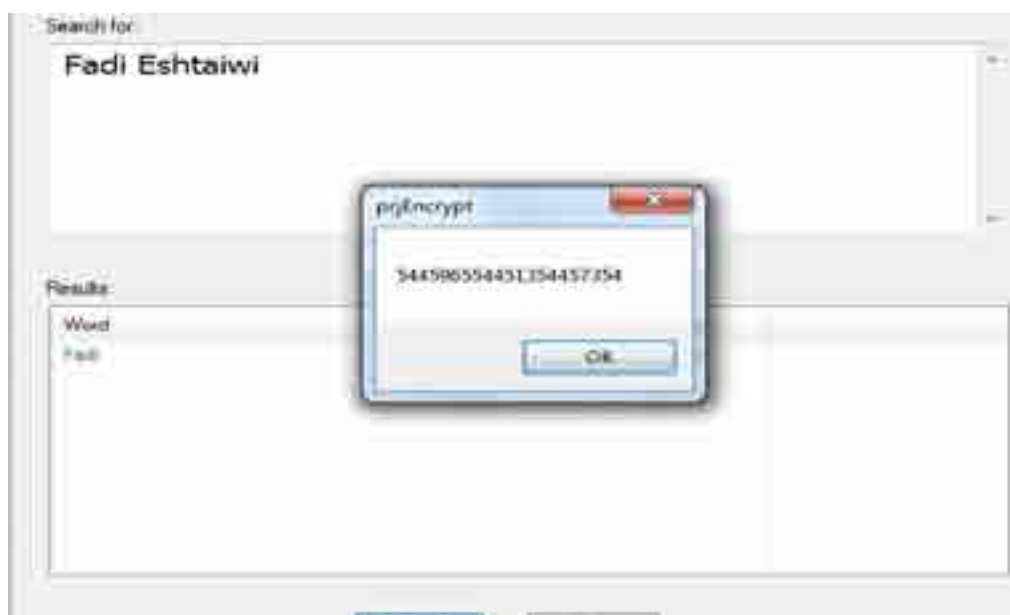 Search for:
Fadi Eshtaiwi
prjEncrypt
OK
Results
Word
Fadi